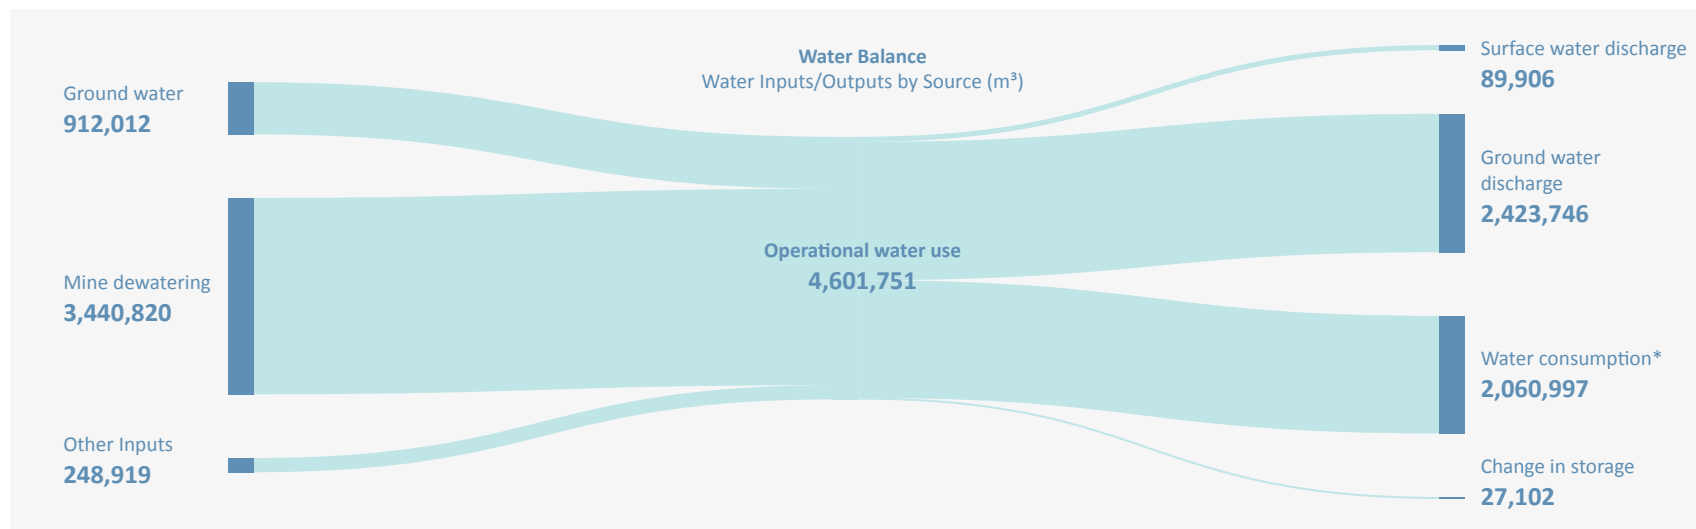 Water Balance
Water Inputs/Outputs by Source (m³)
Ground water
912,012
Mine dewatering
3,440,820
Other Inputs
248,919
Operational water use
4,601,751
Surface water discharge
89,906
Ground water
discharge
2,423,746
Water consumption*
2,060,997
Change in storage
27,102